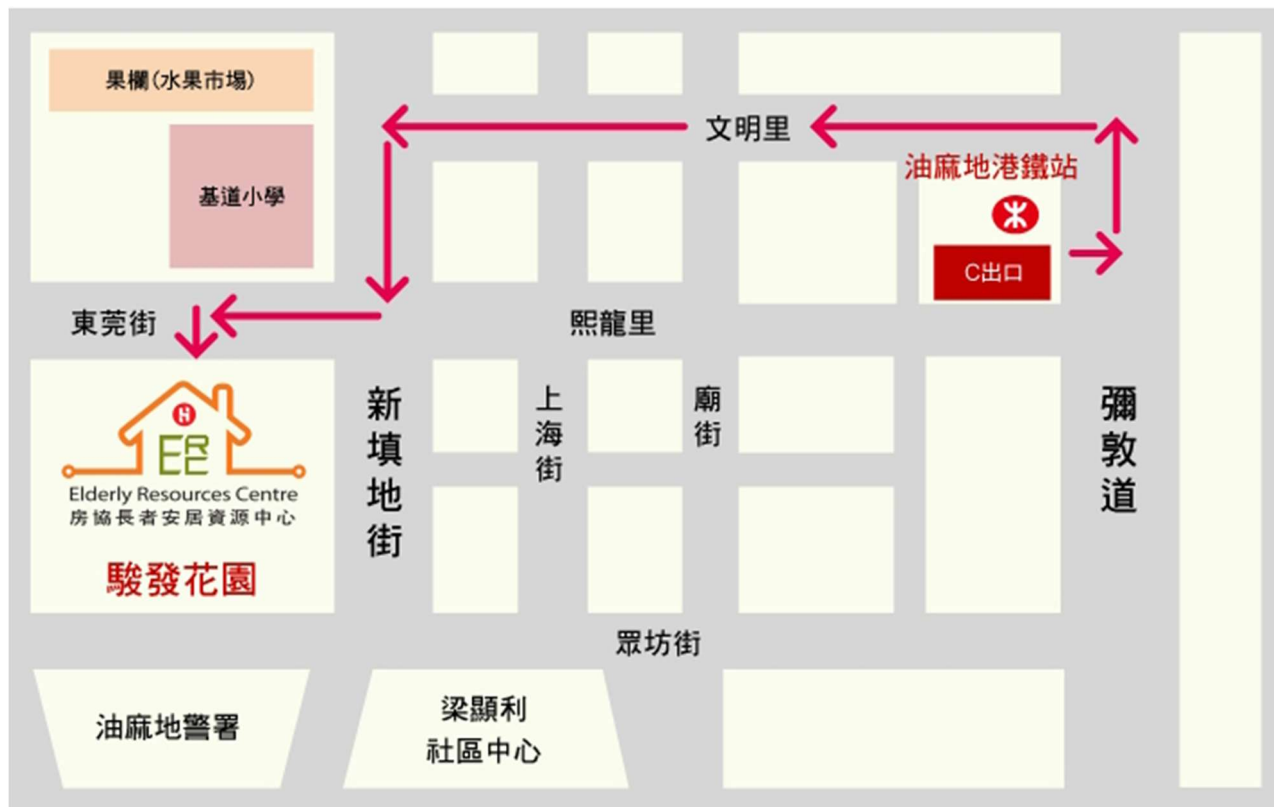 果欄(水果市場)
文明里
油麻地港鐵站
基道小學
C出口
東莞街
熙龍里
新填地街
上海街
廟街
彌敦道
ERC
Elderly Resources Centre
房協長者安居資源中心
駿發花園
眾坊街
油麻地警署
梁顯利
社區中心